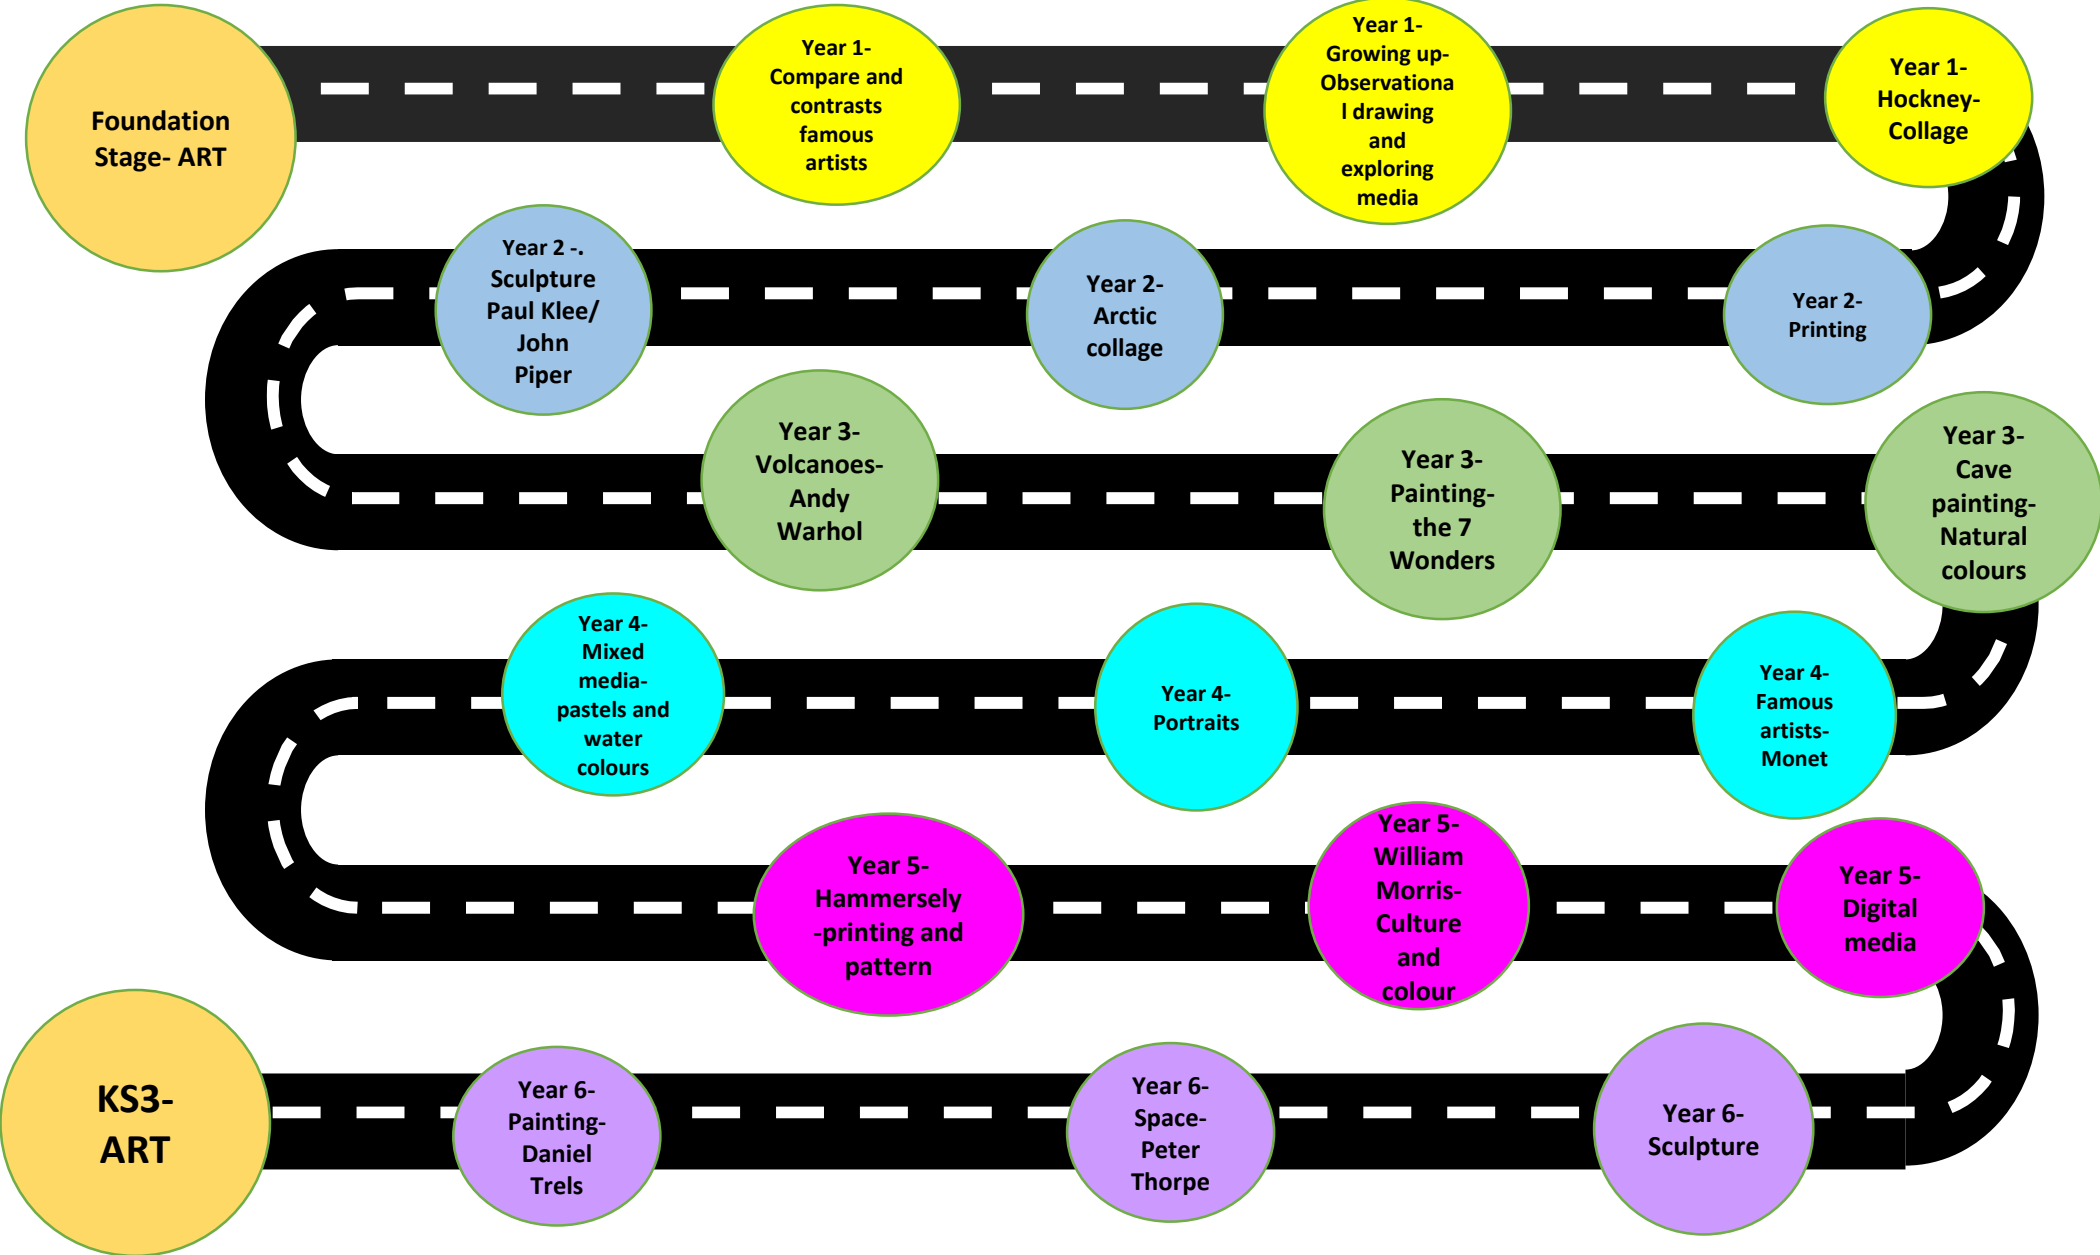 Foundation
Stage- ART
Year 1-
Compare and
contrasts
famous
artists
Year 1-
Growing up-
Observationa
l drawing
and
exploring
media
Year 1-
Hockney-
Collage
Year 2 -.
Sculpture
Paul Klee/
John
Piper
Year 2-
Arctic
collage
Year 2-
Printing
Year 3-
Volcanoes-
Andy
Warhol
Year 3-
Painting-
the 7
Wonders
Year 3-
Cave
painting-
Natural
colours
Year 4-
Mixed
media-
pastels and
water
colours
Year 4-
Portraits
Year 4-
Famous
artists-
Monet
Year 5-
Hammersely
-printing and
pattern
Year 5-
William
Morris-
Culture
and
colour
Year 5-
Digital
media
KS3-
ART
Year 6-
Painting-
Daniel
Trels
Year 6-
Space-
Peter
Thorpe
Year 6-
Sculpture